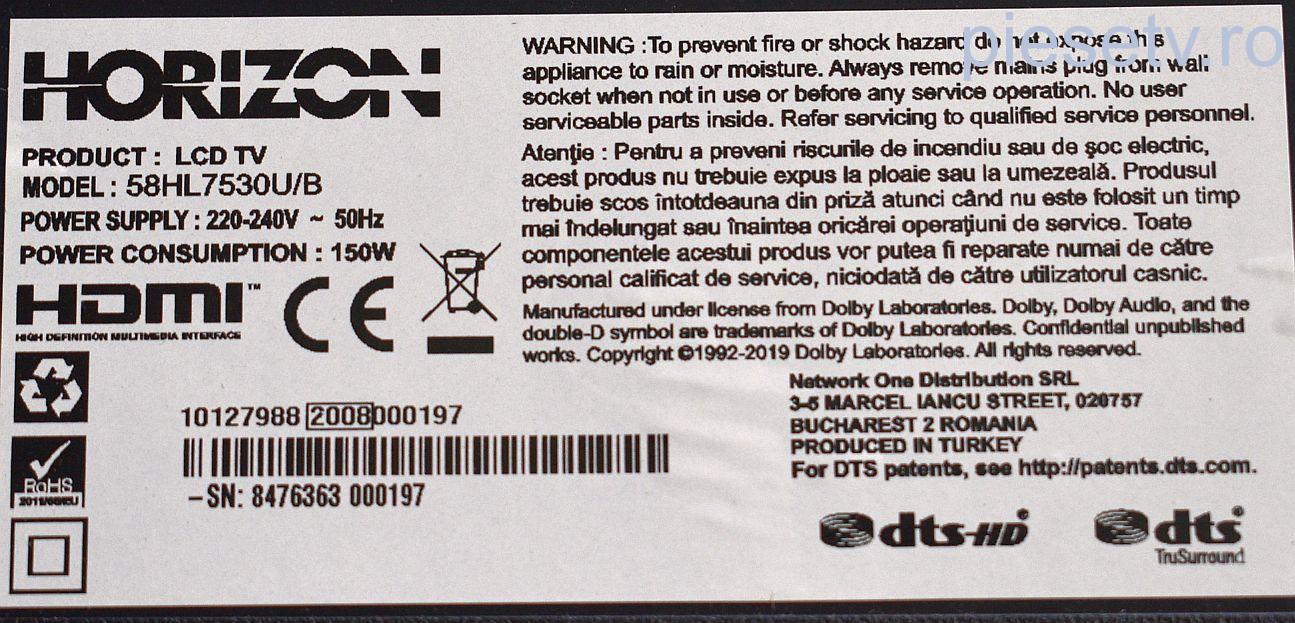 piesetv.ro
HORIZON
PRODUCT : LCD TV
MODEL : 58HL7530U/B
POWER SUPPLY : 220-240V ~ 50Hz
POWER CONSUMPTION : 150W
HDMI™
HIGH DEFINITION MULTIMEDIA INTERFACE
CE
RoHS
2011/65/EU
10127988 2008000197
-SN: 8476363 000197
WARNING :To prevent fire or shock hazard do not expose this
appliance to rain or moisture. Always remove mains plug from wall
socket when not in use or before any service operation. No user
serviceable parts inside. Refer servicing to qualified service personnel.
Atenţie : Pentru a preveni riscurile de incendiu sau de şoc electric,
acest produs nu trebuie expus la ploaie sau la umezeală. Produsul
trebuie scos întotdeauna din priză atunci când nu este folosit un timp
mai îndelungat sau înaintea oricărei operaţiuni de service. Toate
componentele acestui produs vor putea fi reparate numai de către
personal calificat de service, niciodată de către utilizatorul casnic.
Manufactured under license from Dolby Laboratories. Dolby, Dolby Audio, and the
double-D symbol are trademarks of Dolby Laboratories. Confidential unpublished
works. Copyright ©1992-2019 Dolby Laboratories. All rights reserved.
Network One Distribution SRL
3-5 MARCEL IANCU STREET, 020757
BUCHAREST 2 ROMANIA
PRODUCED IN TURKEY
For DTS patents, see http://patents.dts.com.
dts-HD
dts
TruSurround